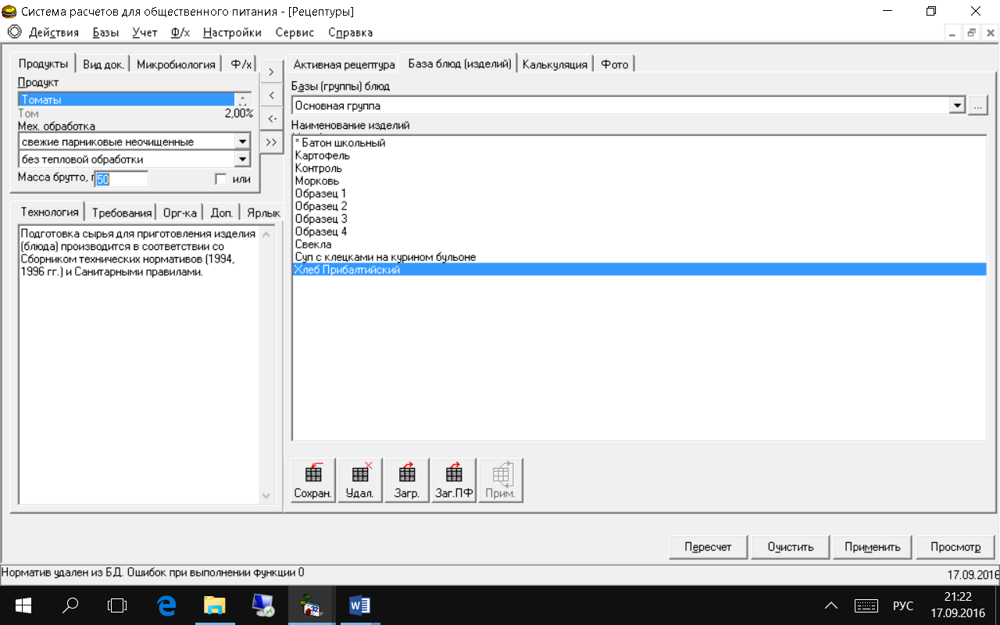 Система расчетов для общественного питания - [Рецептуры]
Действия Базы Учет Ф/х Настройки Сервис Справка
Продукты Вид док. Микробиология Ф/х
Продукт
Томаты
Том 2,00%
Мех. обработка
свежие парниковые неочищенные
без тепловой обработки
Масса брутто, г 50 или
>
<
<-
>>
Технология Требования Орг-ка Доп. Ярлык
Подготовка сырья для приготовления изделия
(блюда) производится в соответствии со
Сборником технических нормативов (1994,
1996 гг.) и Санитарными правилами.
Активная рецептура База блюд (изделий) Калькуляция Фото
Базы (группы) блюд
Основная группа ...
Наименование изделий
* Батон школьный
Картофель
Контроль
Морковь
Образец 1
Образец 2
Образец 3
Образец 4
Свекла
Суп с клецками на курином бульоне
Хлеб Прибалтийский
Сохран. Удал. Загр. Заг.ПФ Прим.
Пересчет Очистить Применить Просмотр
Норматив удален из БД. Ошибок при выполнении функции 0
17.09.2016
РУС
21:22
17.09.2016